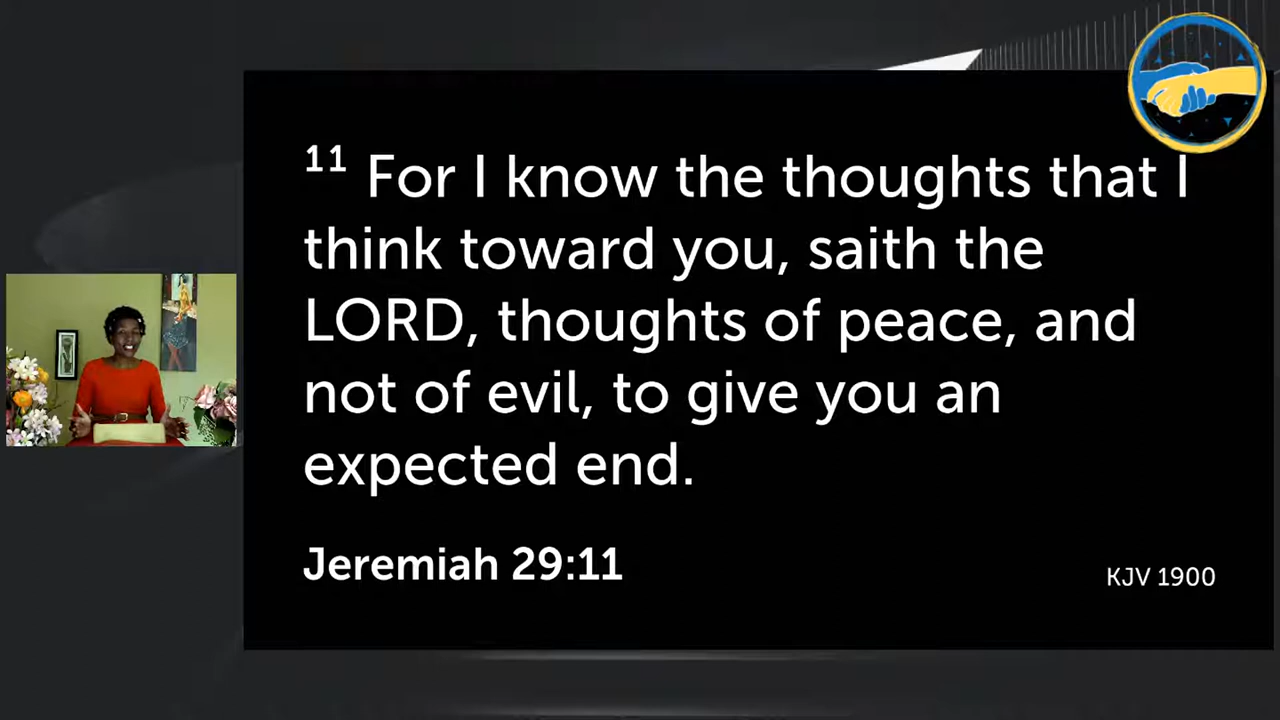 11 For I know the thoughts that I
think toward you, saith the
LORD, thoughts of peace, and
not of evil, to give you an
expected end.
Jeremiah 29:11
KJV 1900